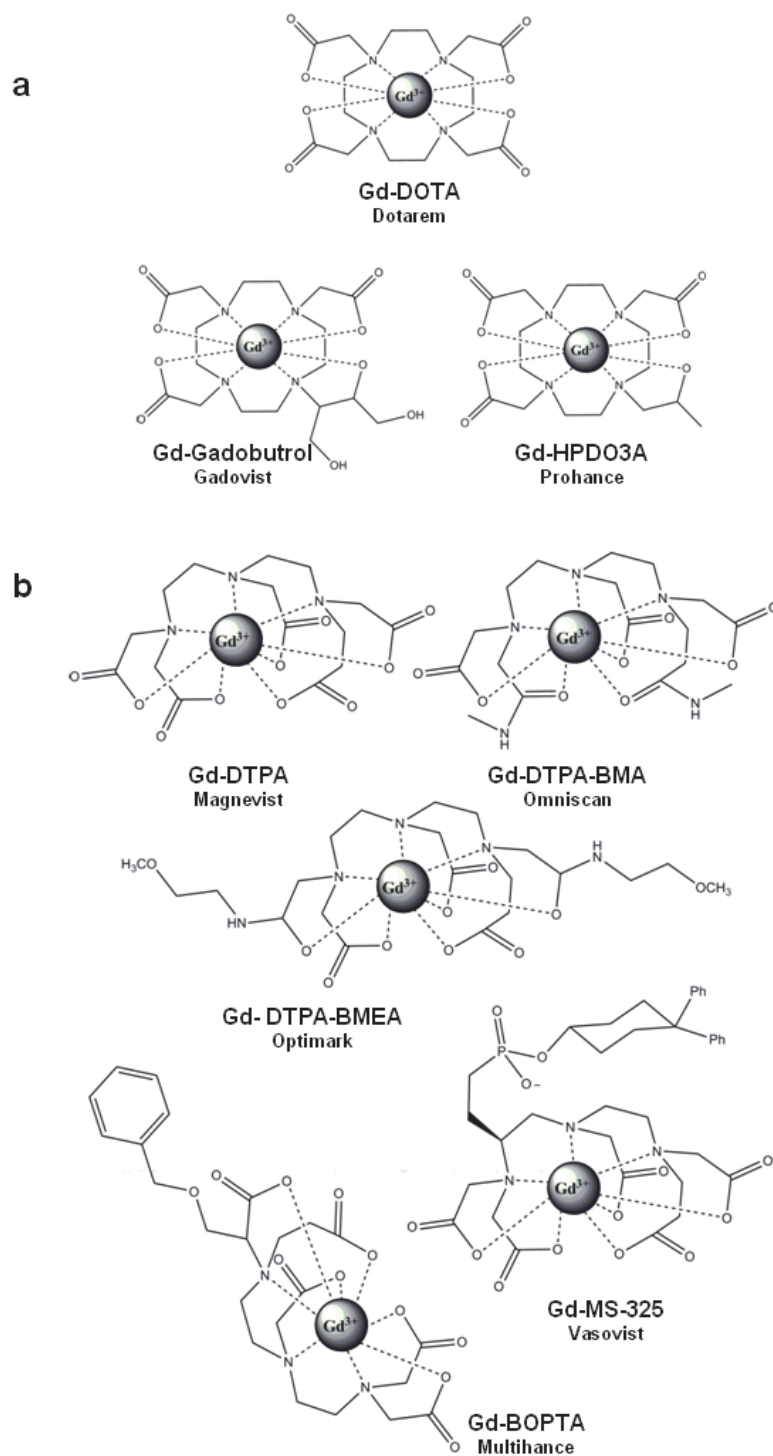 a
O O
O N N O
Gd³⁺
O N N O
O O
Gd-DOTA
Dotarem
O O
O N N O
Gd³⁺
O N N O
O
OH
OH
Gd-Gadobutrol
Gadovist
O O
O N N O
Gd³⁺
O N N O
O
Gd-HPDO3A
Prohance
b
N
N O
N Gd³⁺ O
O O O
O O O
O O
Gd-DTPA
Magnevist
N
N O
N Gd³⁺ O
O O O
O O O
N N
H H
Gd-DTPA-BMA
Omniscan
N
H₃CO N H
N
N Gd³⁺ O
OCH₃
HN O O
O O O
O O
Gd- DTPA-BMEA
Optimark
Ph
Ph
O
P
O
O⁻
N
N O
N Gd³⁺ O
O O O
O O O
O O
Gd-MS-325
Vasovist
O
O O
O
O O
N O
Gd³⁺ O
O
N O
N
O
O
Gd-BOPTA
Multihance